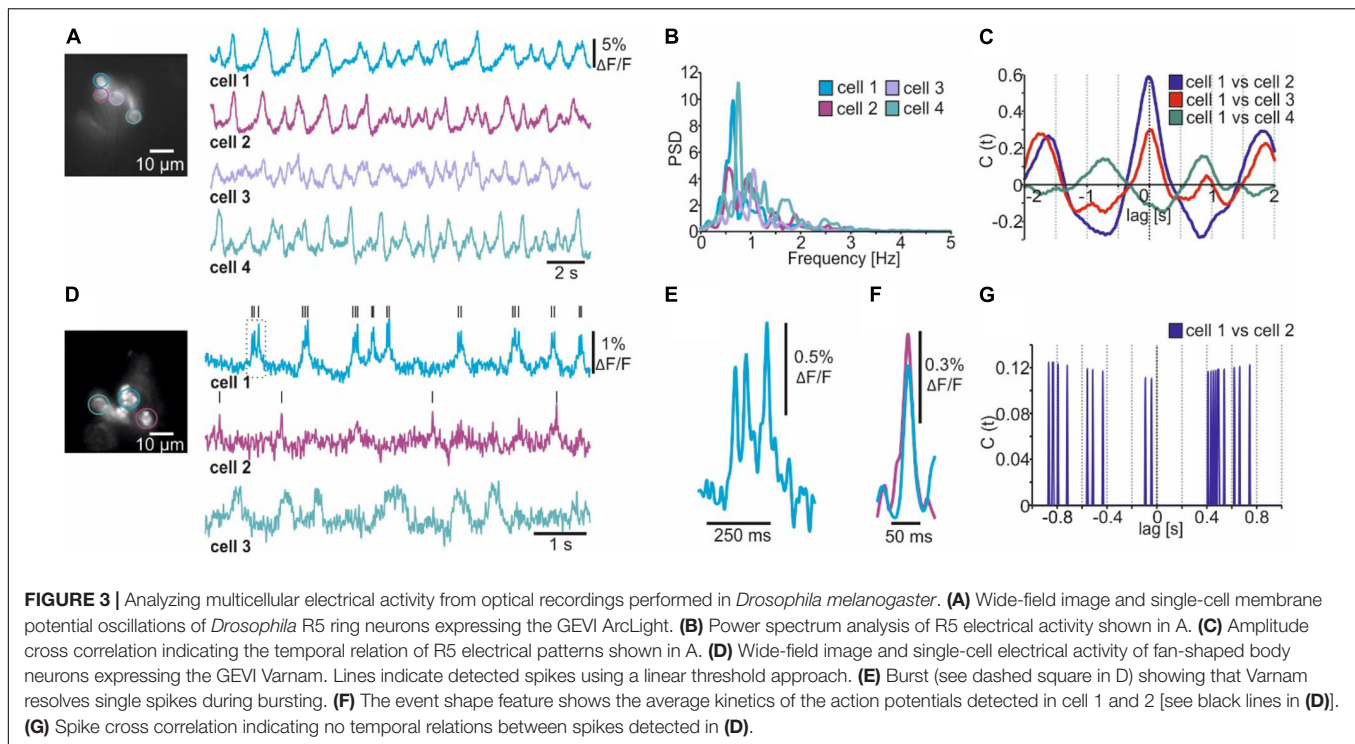 A
10 µm
cell 1
cell 2
cell 3
cell 4
5%
ΔF/F
2 s
B
PSD
12
10
8
6
4
2
0
cell 1
cell 2
cell 3
cell 4
0 1 2 3 4 5
Frequency [Hz]
C
C (t)
0.6
0.4
0.2
0
-0.2
cell 1 vs cell 2
cell 1 vs cell 3
cell 1 vs cell 4
-2 -1 0 1 2
lag [s]
D
10 µm
cell 1
cell 2
cell 3
1%
ΔF/F
1 s
E
0.5%
ΔF/F
250 ms
F
0.3%
ΔF/F
50 ms
G
cell 1 vs cell 2
C (t)
0.12
0.08
0.04
0
-0.8 -0.4 0 0.4 0.8
lag [s]
FIGURE 3 | Analyzing multicellular electrical activity from optical recordings performed in Drosophila melanogaster. (A) Wide-field image and single-cell membrane
potential oscillations of Drosophila R5 ring neurons expressing the GEVI ArcLight. (B) Power spectrum analysis of R5 electrical activity shown in A. (C) Amplitude
cross correlation indicating the temporal relation of R5 electrical patterns shown in A. (D) Wide-field image and single-cell electrical activity of fan-shaped body
neurons expressing the GEVI Varnam. Lines indicate detected spikes using a linear threshold approach. (E) Burst (see dashed square in D) showing that Varnam
resolves single spikes during bursting. (F) The event shape feature shows the average kinetics of the action potentials detected in cell 1 and 2 [see black lines in (D)].
(G) Spike cross correlation indicating no temporal relations between spikes detected in (D).